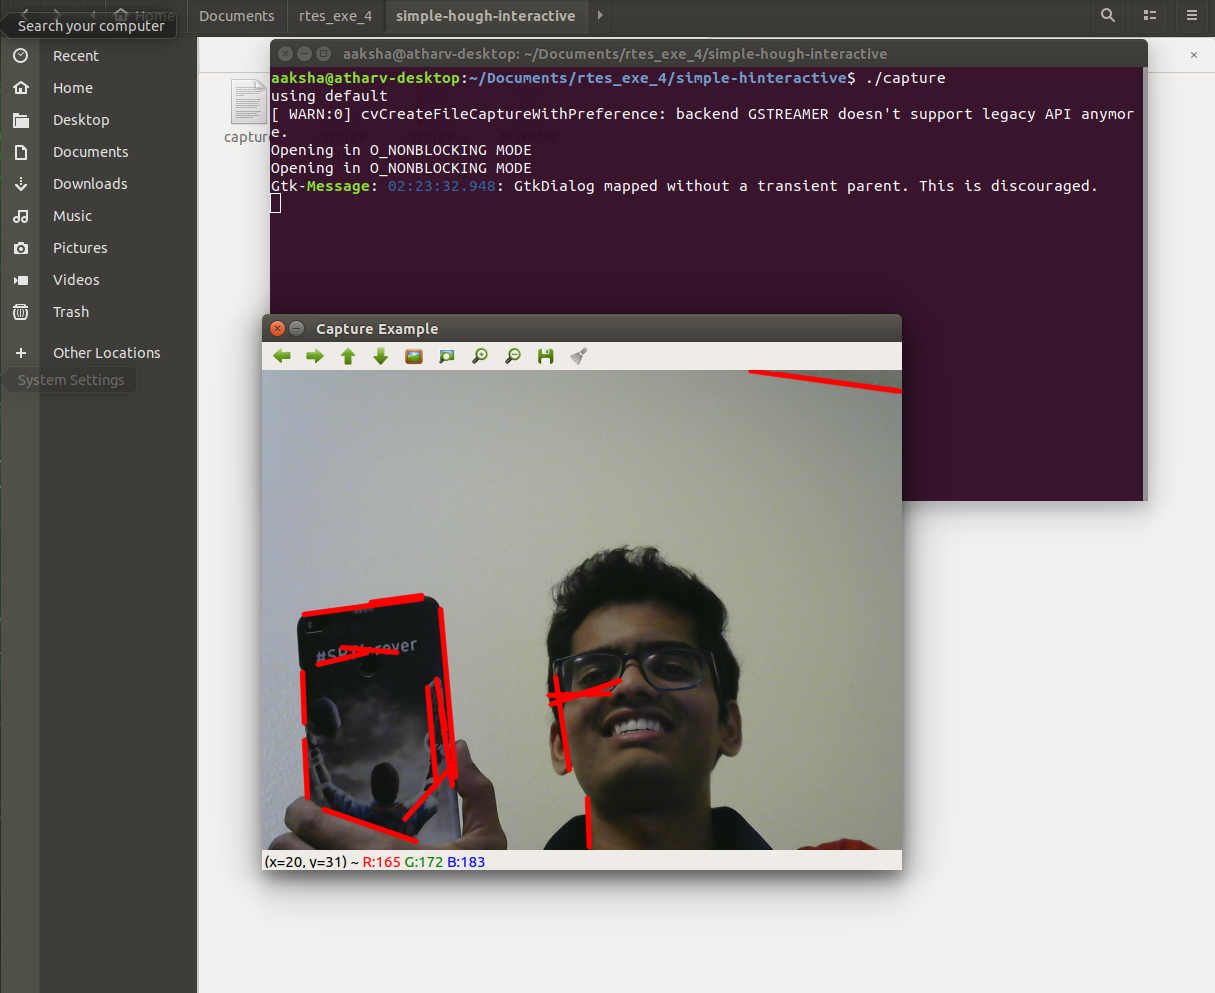 Home
Documents
rtes_exe_4
simple-hough-interactive
Search your computer
Recent
Home
Desktop
Documents
Downloads
Music
Pictures
Videos
Trash
Other Locations
System Settings
aaksha@atharv-desktop: ~/Documents/rtes_exe_4/simple-hough-interactive
aaksha@atharv-desktop:~/Documents/rtes_exe_4/simple-hinteractive$ ./capture
using default
[ WARN:0] cvCreateFileCaptureWithPreference: backend GSTREAMER doesn't support legacy API anymor
e.
Opening in O_NONBLOCKING MODE
Opening in O_NONBLOCKING MODE
Gtk-Message: 02:23:32.948: GtkDialog mapped without a transient parent. This is discouraged.
Capture Example
(x=20, y=31) ~ R:165 G:172 B:183